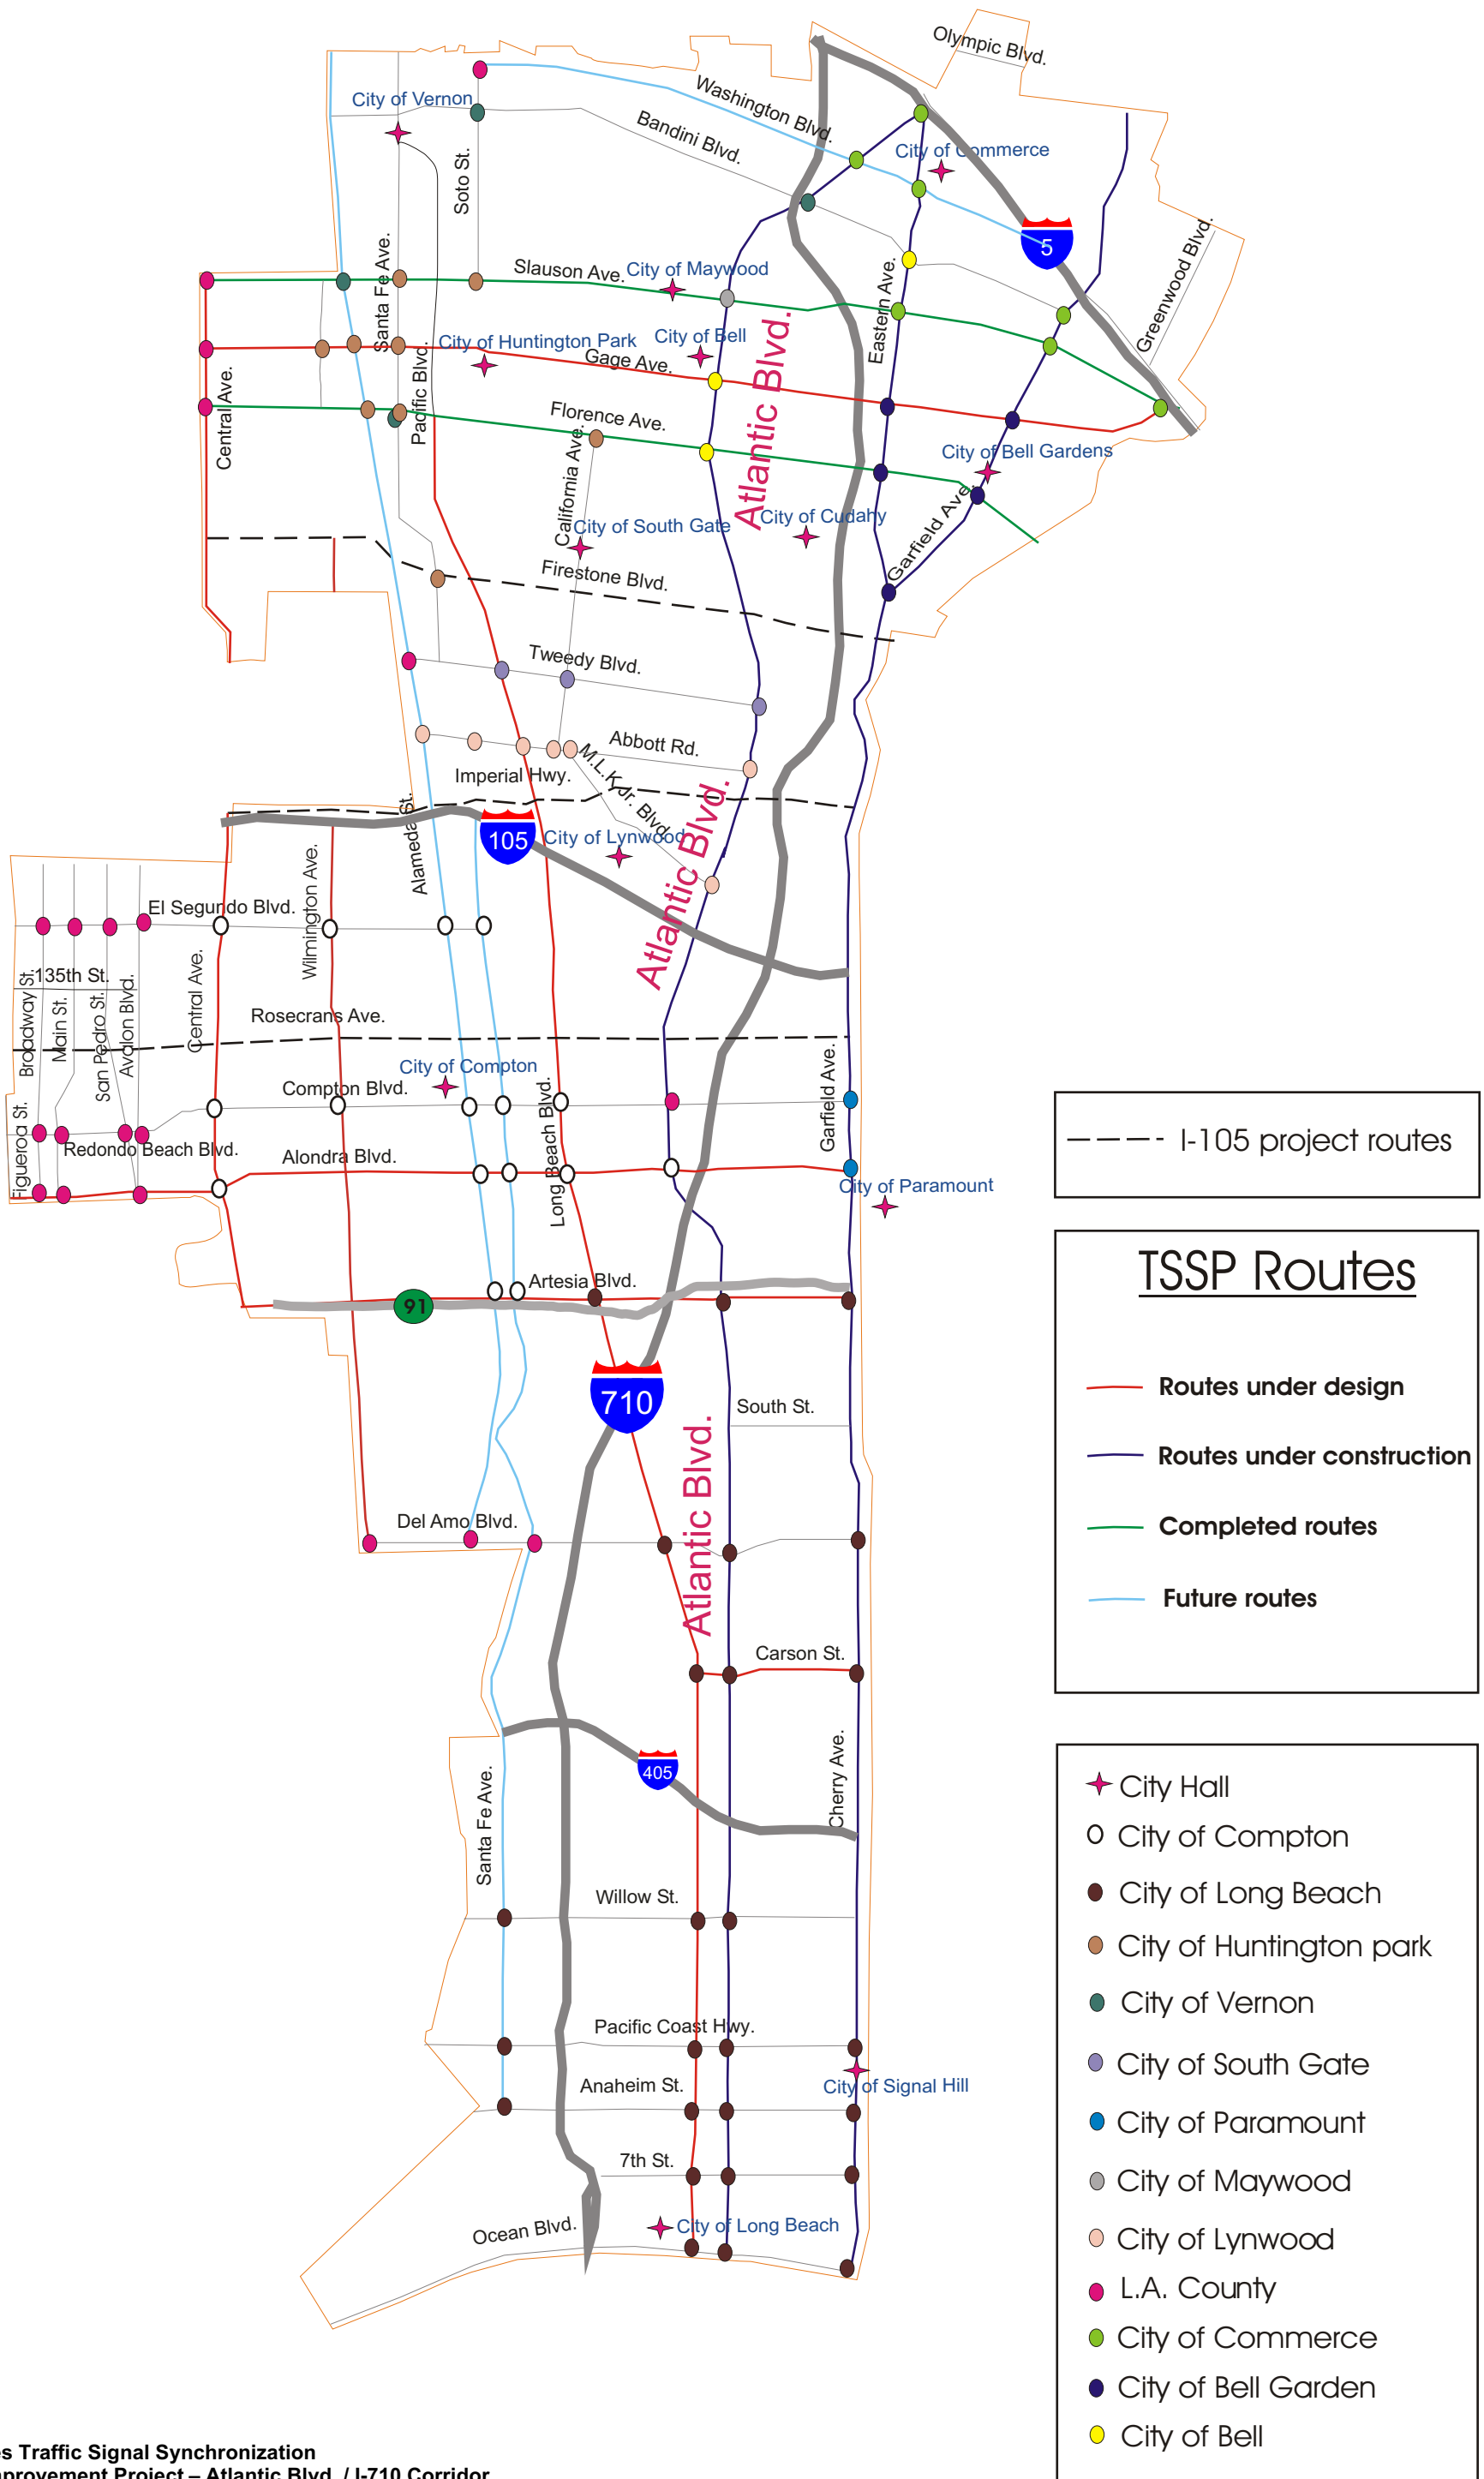 Olympic Blvd.
Washington Blvd.
City of Vernon
Bandini Blvd.
City of Commerce
Soto St.
5
Greenwood Blvd.
Santa Fe Ave.
Slauson Ave.
City of Maywood
Eastern Ave.
City of Huntington Park
City of Bell
Gage Ave.
Atlantic Blvd.
Pacific Blvd.
Central Ave.
Florence Ave.
California Ave.
City of Bell Gardens
City of South Gate
City of Cudahy
Garfield Ave.
Firestone Blvd.
Tweedy Blvd.
Abbott Rd.
M.L.K Jr. Blvd.
Imperial Hwy.
Atlantic Blvd.
Alameda St.
105
City of Lynwood
Wilmington Ave.
El Segundo Blvd.
135th St.
Broadway St.
Main St.
San Pedro St.
Avalon Blvd.
Central Ave.
Rosecrans Ave.
City of Compton
Compton Blvd.
Long Beach Blvd.
Garfield Ave.
Figueroa St.
Redondo Beach Blvd.
Alondra Blvd.
City of Paramount
Artesia Blvd.
91
710
South St.
Atlantic Blvd.
Del Amo Blvd.
Carson St.
405
Cherry Ave.
Santa Fe Ave.
Willow St.
Pacific Coast Hwy.
Anaheim St.
City of Signal Hill
7th St.
Ocean Blvd.
City of Long Beach
I-105 project routes
TSSP Routes
Routes under design
Routes under construction
Completed routes
Future routes
City Hall
City of Compton
City of Long Beach
City of Huntington park
City of Vernon
City of South Gate
City of Paramount
City of Maywood
City of Lynwood
L.A. County
City of Commerce
City of Bell Garden
City of Bell
s Traffic Signal Synchronization
provement Project – Atlantic Blvd. / I-710 Corridor